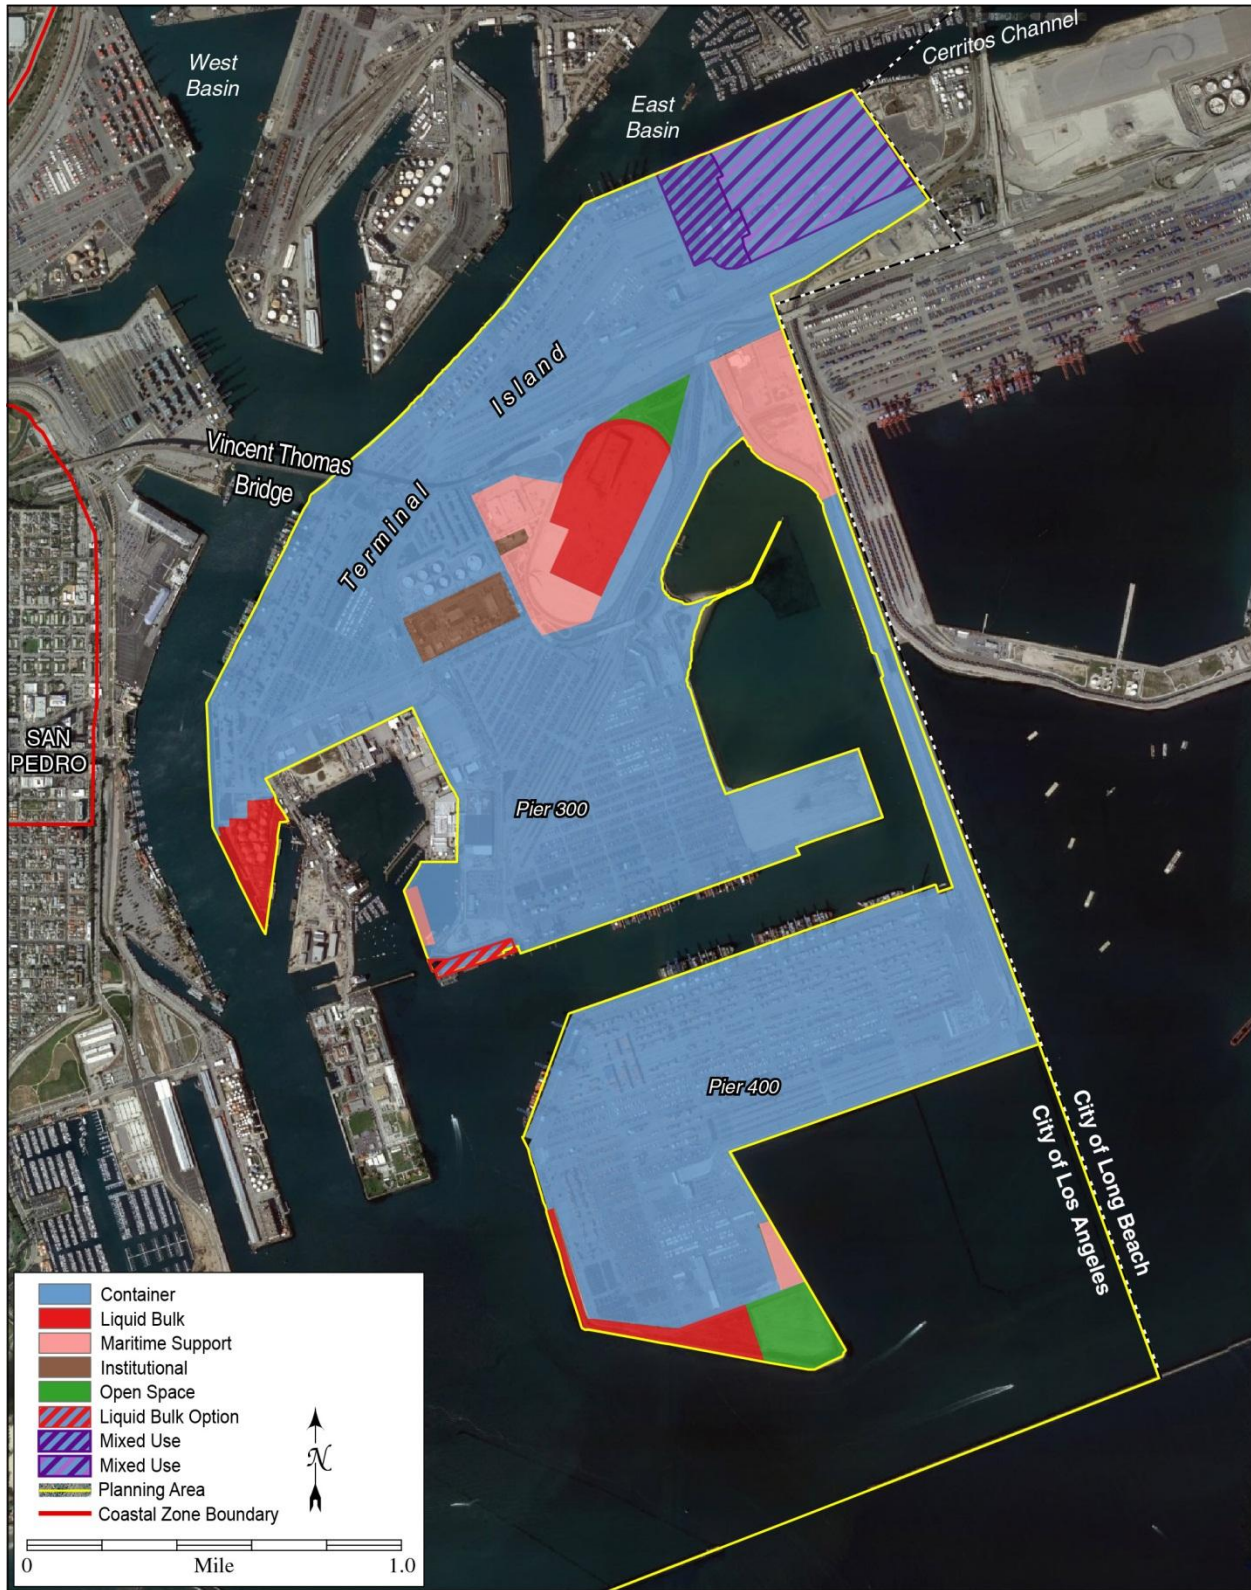 West
Basin
East
Basin
Cerritos Channel
Island
Vincent Thomas
Bridge
Terminal
SAN
PEDRO
Pier 300
Pier 400
City of Long Beach
City of Los Angeles
Container
Liquid Bulk
Maritime Support
Institutional
Open Space
Liquid Bulk Option
Mixed Use
Mixed Use
Planning Area
Coastal Zone Boundary
N
0 Mile 1.0